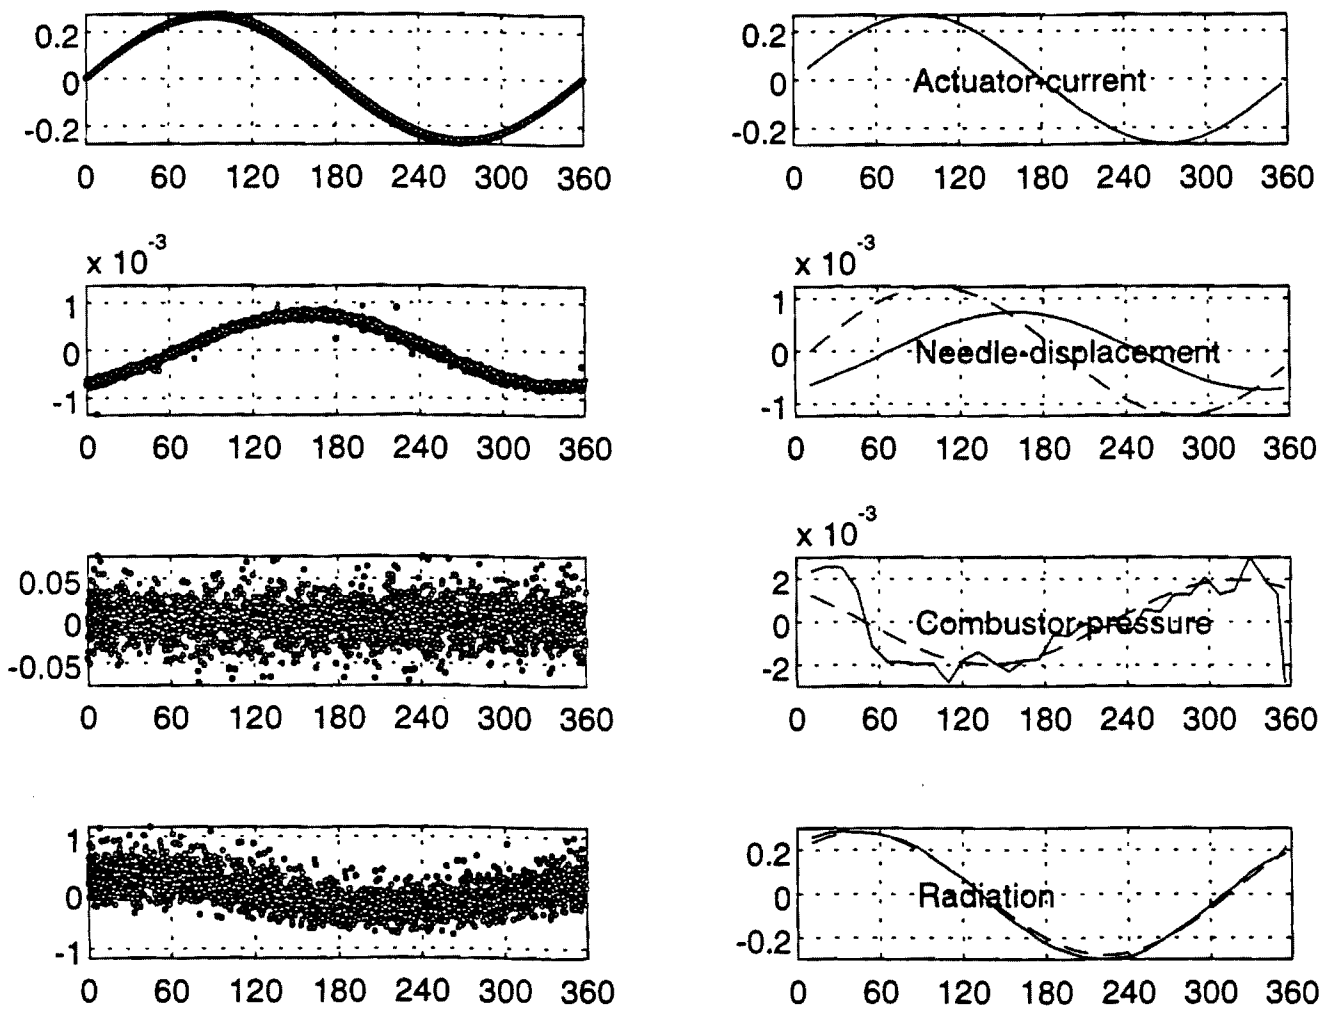 0.2
0
-0.2
0 60 120 180 240 300 360
0.2
0
-0.2
Actuator current
0 60 120 180 240 300 360
x 10^-3
1
0
-1
0 60 120 180 240 300 360
x 10^-3
1
0
-1
Needle displacement
0 60 120 180 240 300 360
0.05
0
-0.05
0 60 120 180 240 300 360
x 10^-3
2
0
-2
Combustor pressure
0 60 120 180 240 300 360
1
0
-1
0 60 120 180 240 300 360
0.2
0
-0.2
Radiation
0 60 120 180 240 300 360